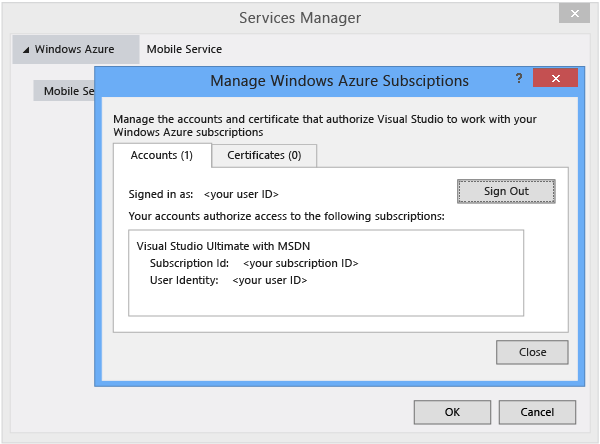 Services Manager
Windows Azure
Mobile Service
Mobile Se
Manage Windows Azure Subsciptions
?
Manage the accounts and certificate that authorize Visual Studio to work with your
Windows Azure subscriptions
Accounts (1)
Certificates (0)
Signed in as: <your user ID>
Sign Out
Your accounts authorize access to the following subscriptions:
Visual Studio Ultimate with MSDN
Subscription Id: <your subscription ID>
User Identity: <your user ID>
Close
OK
Cancel